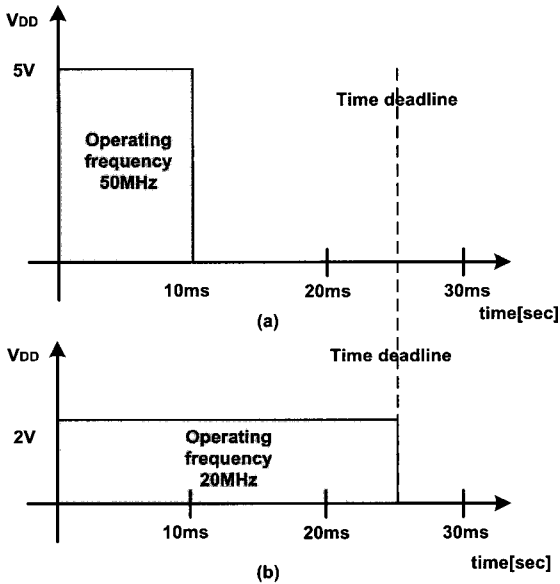 VDD
5V
Time deadline
Operating
frequency
50MHz
10ms
20ms
30ms
time[sec]
(a)
VDD
Time deadline
2V
Operating
frequency
20MHz
10ms
20ms
30ms
time[sec]
(b)